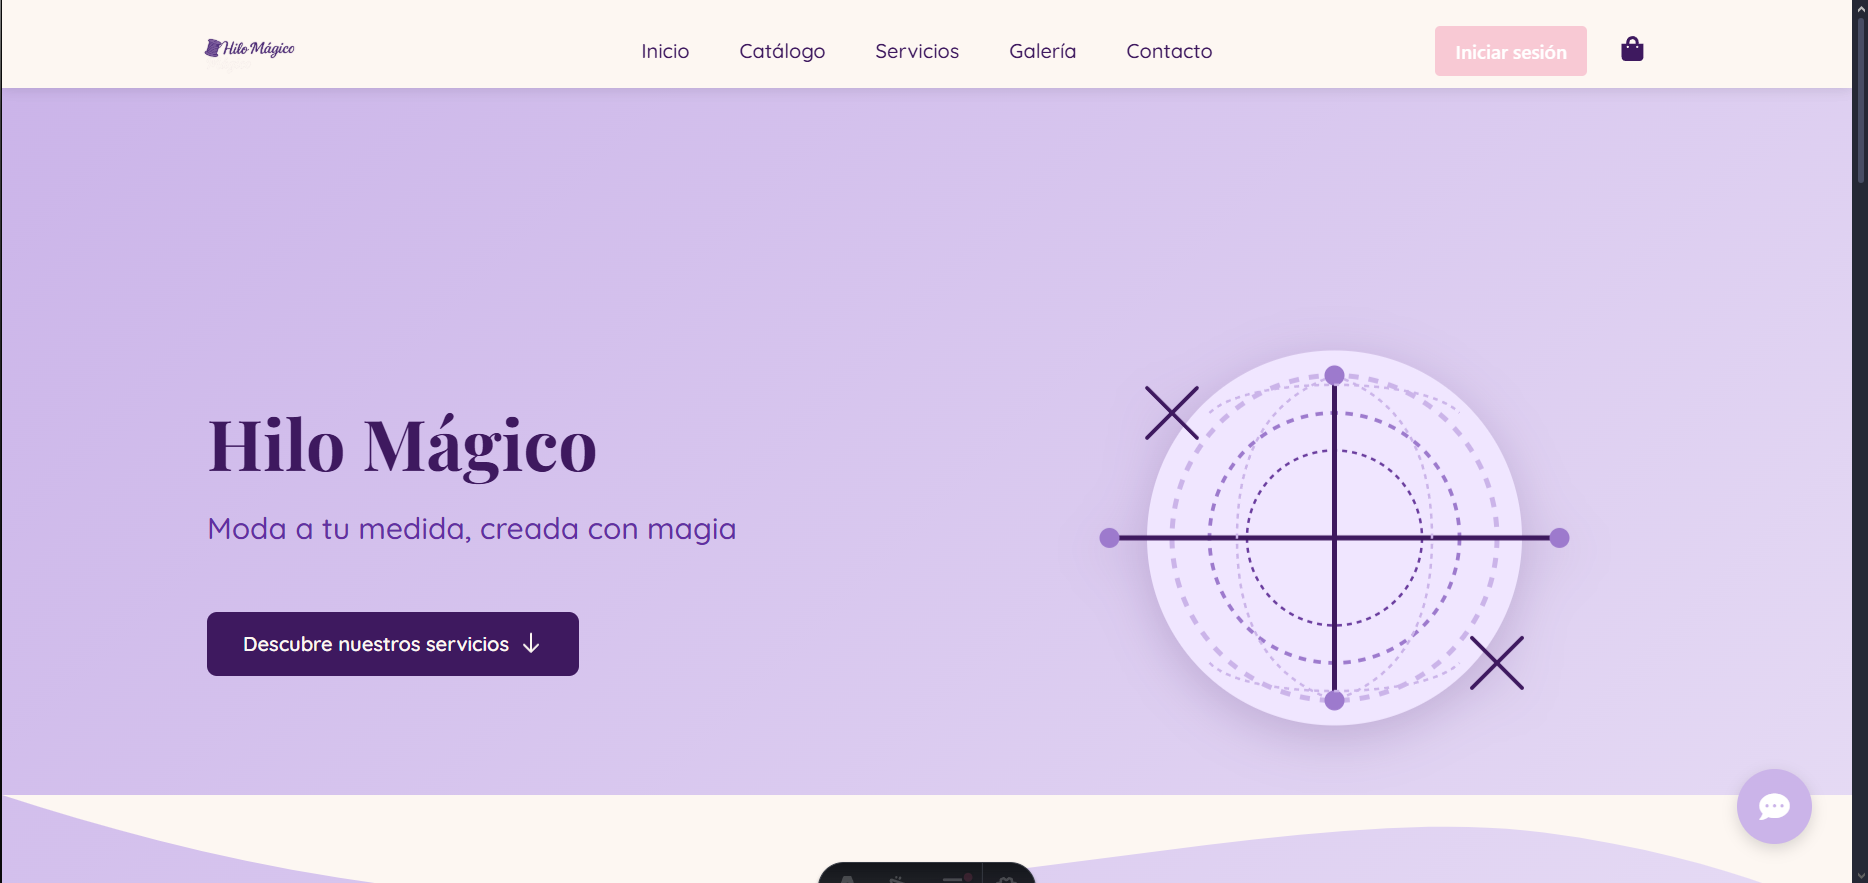 Hilo Mágico
Inicio
Catálogo
Servicios
Galería
Contacto
Iniciar sesión
Hilo Mágico
Moda a tu medida, creada con magia
Descubre nuestros servicios ↓